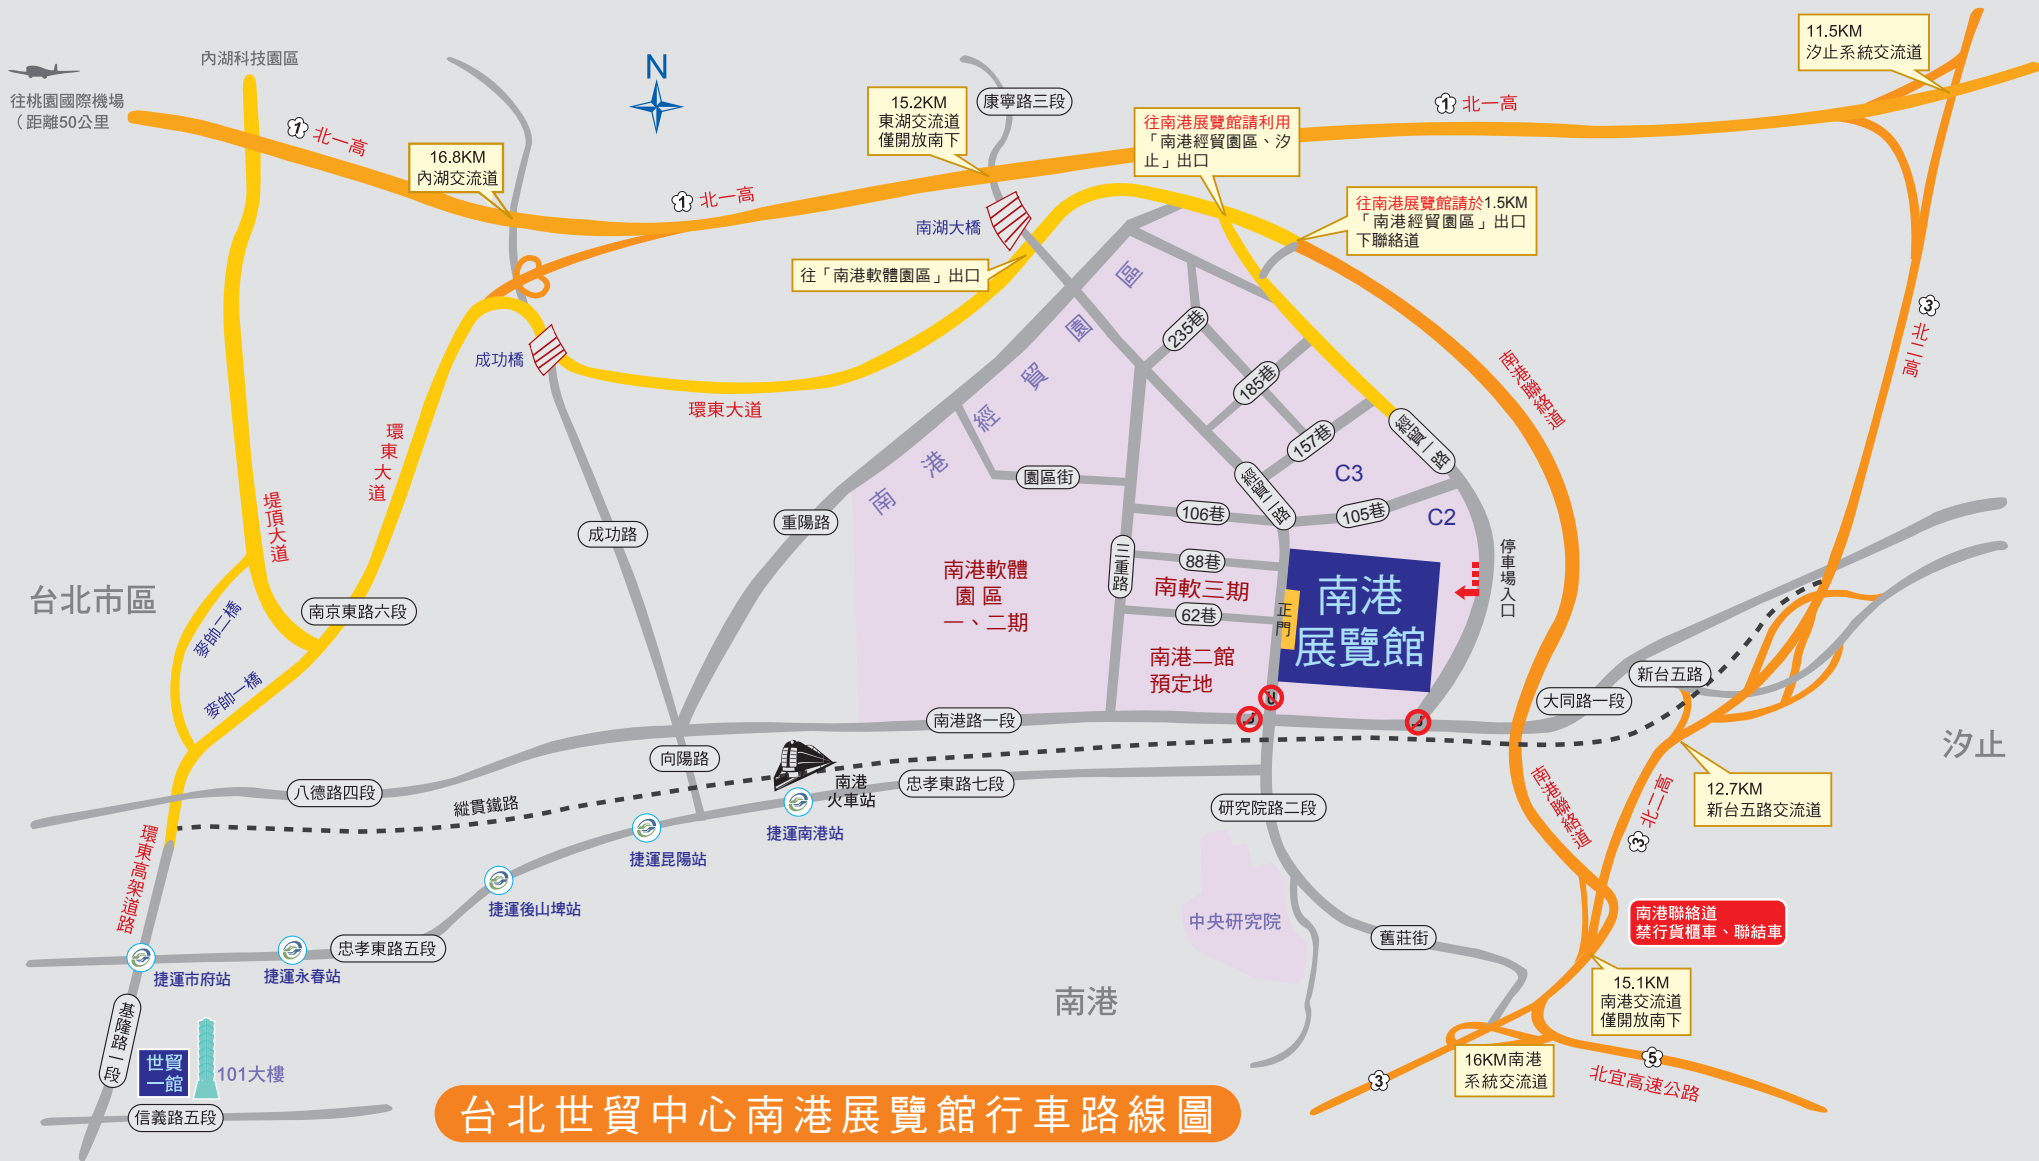 內湖科技園區
往桃園國際機場
（距離50公里
1
北一高
16.8KM
內湖交流道
N
15.2KM
東湖交流道
僅開放南下
康寧路三段
往南港展覽館請利用
「南港經貿園區、汐
止」出口
1
北一高
11.5KM
汐止系統交流道
1
北一高
南湖大橋
往南港展覽館請於1.5KM
「南港經貿園區」出口
下聯絡道
往「南港軟體園區」出口
成功橋
環東大道
環東大道
堤頂大道
成功路
重陽路
南港經貿園區
園區街
235巷
185巷
157巷
經貿一路
經貿二路
C3
C2
106巷
105巷
88巷
62巷
三重路
南港軟體
園區
一、二期
南軟三期
南港二館
預定地
正門
南港
展覽館
停車場入口
南港聯絡道
3
北二高
台北市區
南京東路六段
麥帥二橋
麥帥一橋
南港路一段
大同路一段
新台五路
汐止
向陽路
南港
火車站
忠孝東路七段
八德路四段
縱貫鐵路
捷運南港站
捷運昆陽站
捷運後山埤站
研究院路二段
南港聯絡道
3
北二高
12.7KM
新台五路交流道
環東高架道路
忠孝東路五段
捷運市府站
捷運永春站
中央研究院
舊莊街
南港聯絡道
禁行貨櫃車、聯結車
15.1KM
南港交流道
僅開放南下
南港
基隆路一段
世貿
一館
101大樓
信義路五段
16KM南港
系統交流道
3
5
北宜高速公路
台北世貿中心南港展覽館行車路線圖